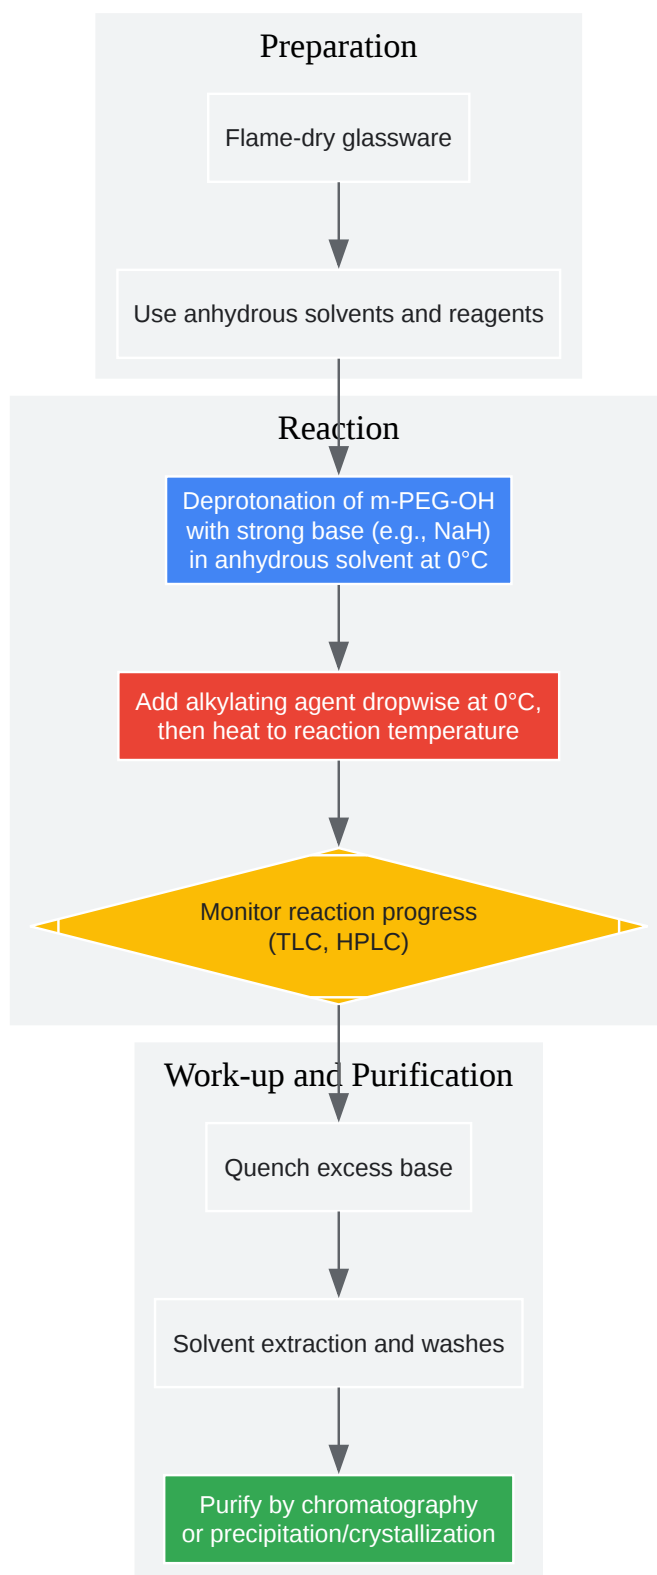 Preparation
Flame-dry glassware
Use anhydrous solvents and reagents
Reaction
Deprotonation of m-PEG-OH
with strong base (e.g., NaH)
in anhydrous solvent at 0°C
Add alkylating agent dropwise at 0°C,
then heat to reaction temperature
Monitor reaction progress
(TLC, HPLC)
Work-up and Purification
Quench excess base
Solvent extraction and washes
Purify by chromatography
or precipitation/crystallization